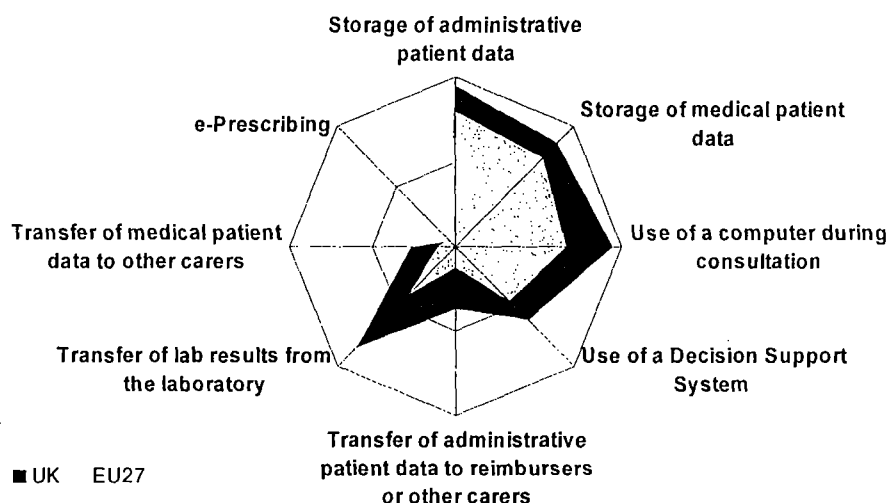 Storage of administrative
patient data
Storage of medical patient
data
e-Prescribing
Use of a computer during
consultation
Transfer of medical patient
data to other carers
Use of a Decision Support
System
Transfer of lab results from
the laboratory
Transfer of administrative
patient data to reimbursers
or other carers
UK EU27